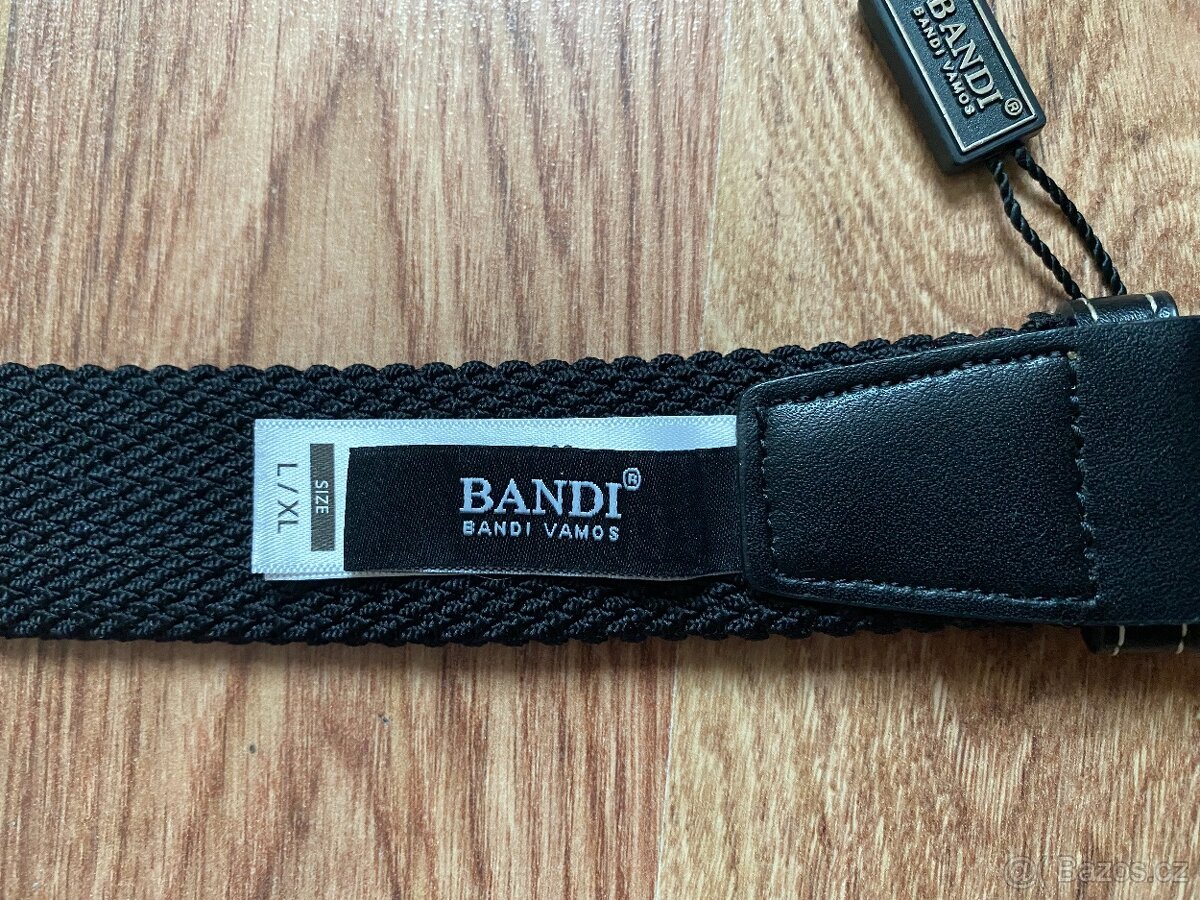 BANDI®
BANDI VAMOS
SIZE
L / XL
BANDI®
BANDI VAMOS
© Bazos.cz